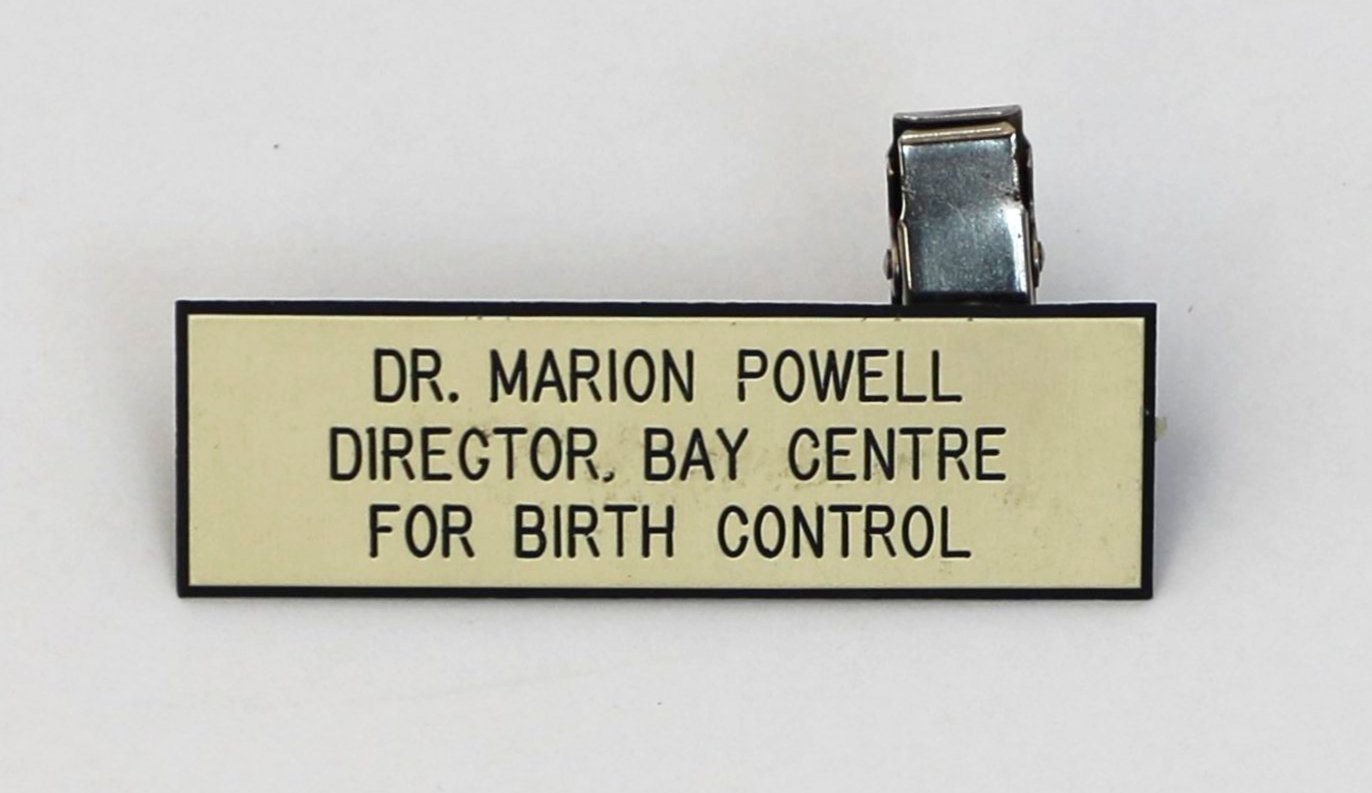 DR. MARION POWELL
DIRECTOR, BAY CENTRE
FOR BIRTH CONTROL